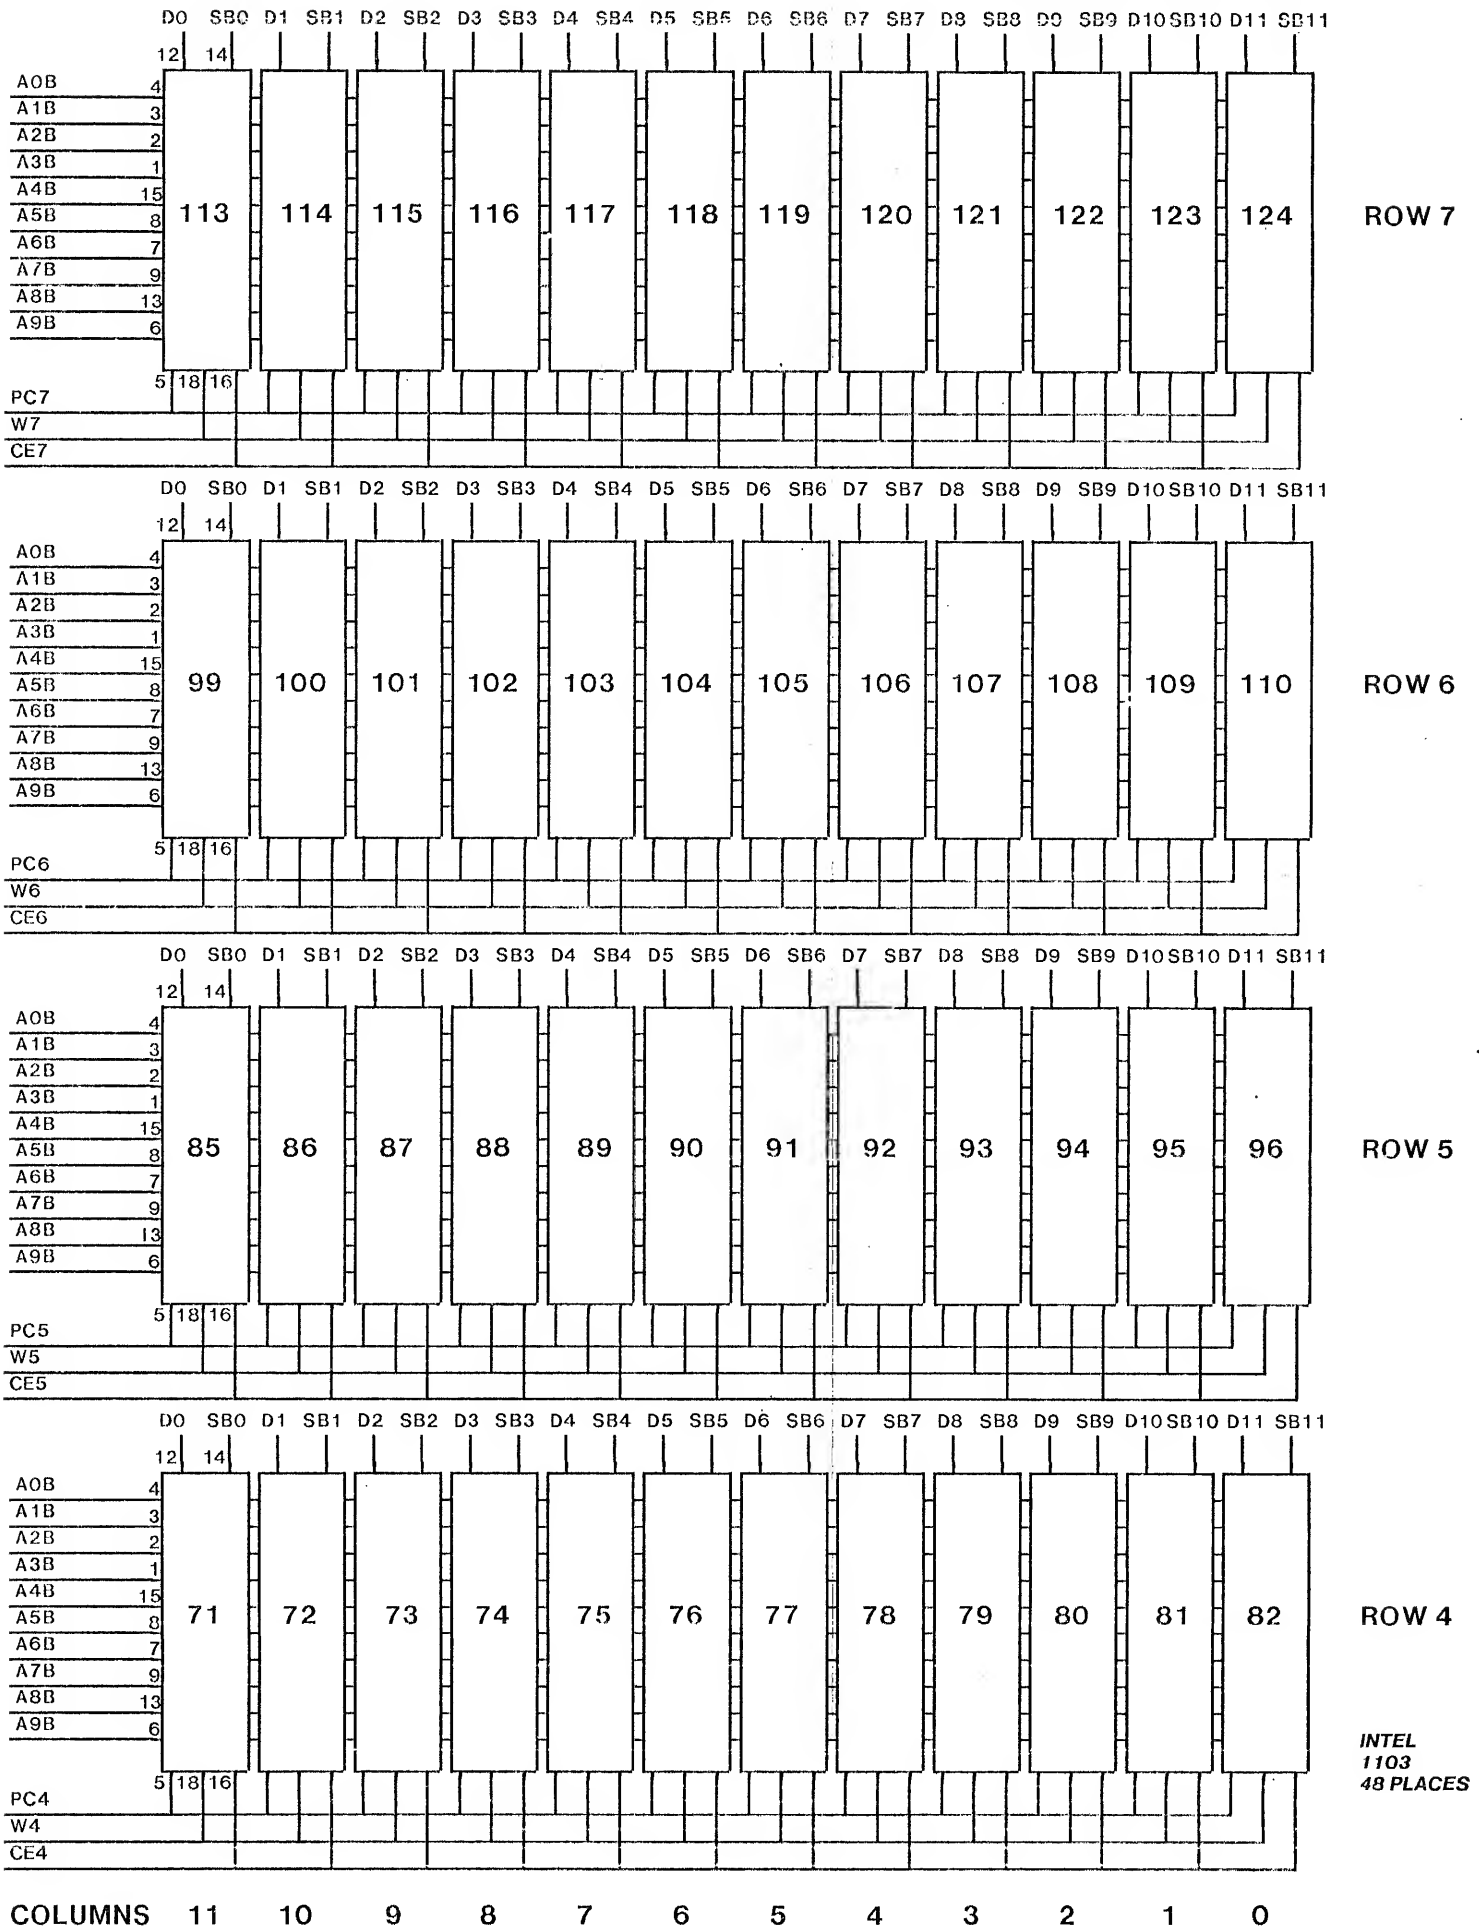 D0 SB0 D1 SB1 D2 SB2 D3 SB3 D4 SB4 D5 SB5 D6 SB6 D7 SB7 D8 SB8 D9 SB9 D10 SB10 D11 SB11
12 14
A0B 4
A1B 3
A2B 2
A3B 1
A4B 15
A5B 8
A6B 7
A7B 9
A8B 13
A9B 6
113 114 115 116 117 118 119 120 121 122 123 124 ROW 7
5 18 16
PC7
W7
CE7
D0 SB0 D1 SB1 D2 SB2 D3 SB3 D4 SB4 D5 SB5 D6 SB6 D7 SB7 D8 SB8 D9 SB9 D10 SB10 D11 SB11
12 14
A0B 4
A1B 3
A2B 2
A3B 1
A4B 15
A5B 8
A6B 7
A7B 9
A8B 13
A9B 6
99 100 101 102 103 104 105 106 107 108 109 110 ROW 6
5 18 16
PC6
W6
CE6
D0 SB0 D1 SB1 D2 SB2 D3 SB3 D4 SB4 D5 SB5 D6 SB6 D7 SB7 D8 SB8 D9 SB9 D10 SB10 D11 SB11
12 14
A0B 4
A1B 3
A2B 2
A3B 1
A4B 15
A5B 8
A6B 7
A7B 9
A8B 13
A9B 6
85 86 87 88 89 90 91 92 93 94 95 96 ROW 5
5 18 16
PC5
W5
CE5
D0 SB0 D1 SB1 D2 SB2 D3 SB3 D4 SB4 D5 SB5 D6 SB6 D7 SB7 D8 SB8 D9 SB9 D10 SB10 D11 SB11
12 14
A0B 4
A1B 3
A2B 2
A3B 1
A4B 15
A5B 8
A6B 7
A7B 9
A8B 13
A9B 6
71 72 73 74 75 76 77 78 79 80 81 82 ROW 4
INTEL
1103
48 PLACES
5 18 16
PC4
W4
CE4
COLUMNS 11 10 9 8 7 6 5 4 3 2 1 0